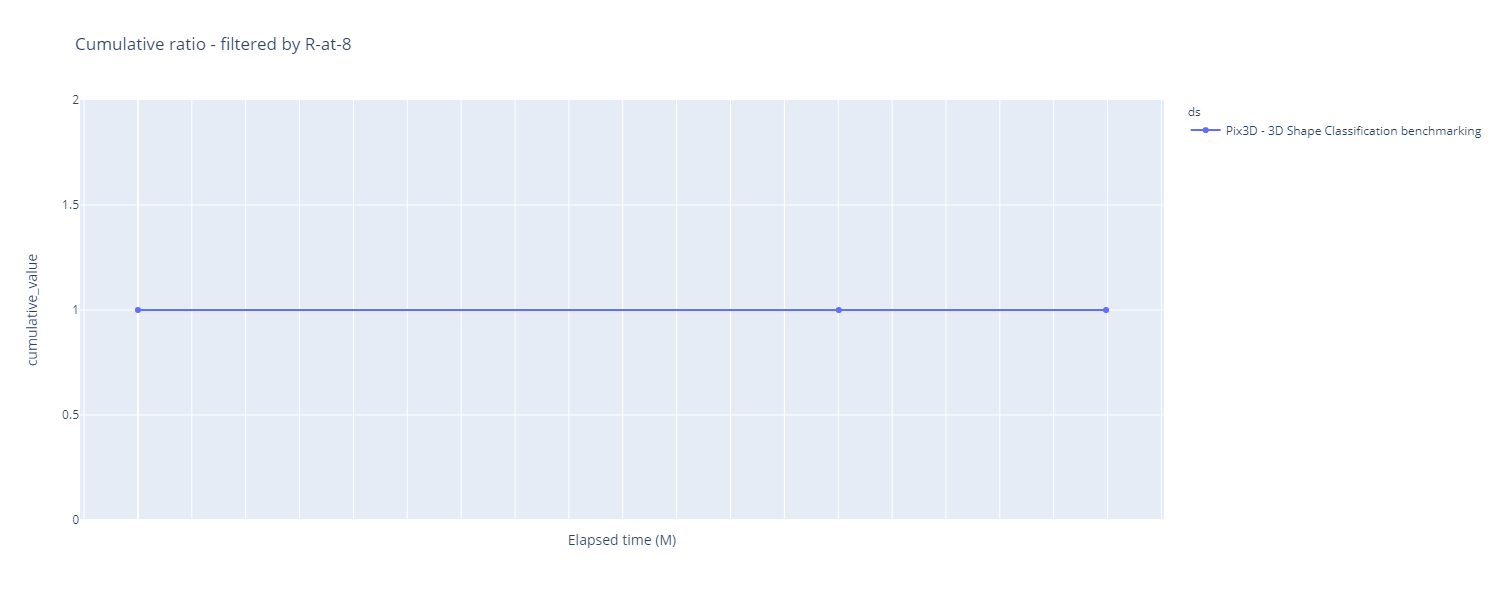 Cumulative ratio - filtered by R-at-8
2
1.5
1
0.5
0
cumulative_value
Elapsed time (M)
ds
Pix3D - 3D Shape Classification benchmarking